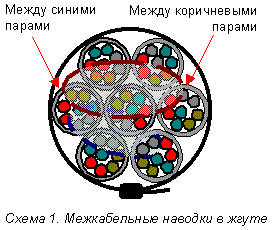 Между синими
парами
Между коричневыми
парами
Схема 1. Межкабельные наводки в жгуте